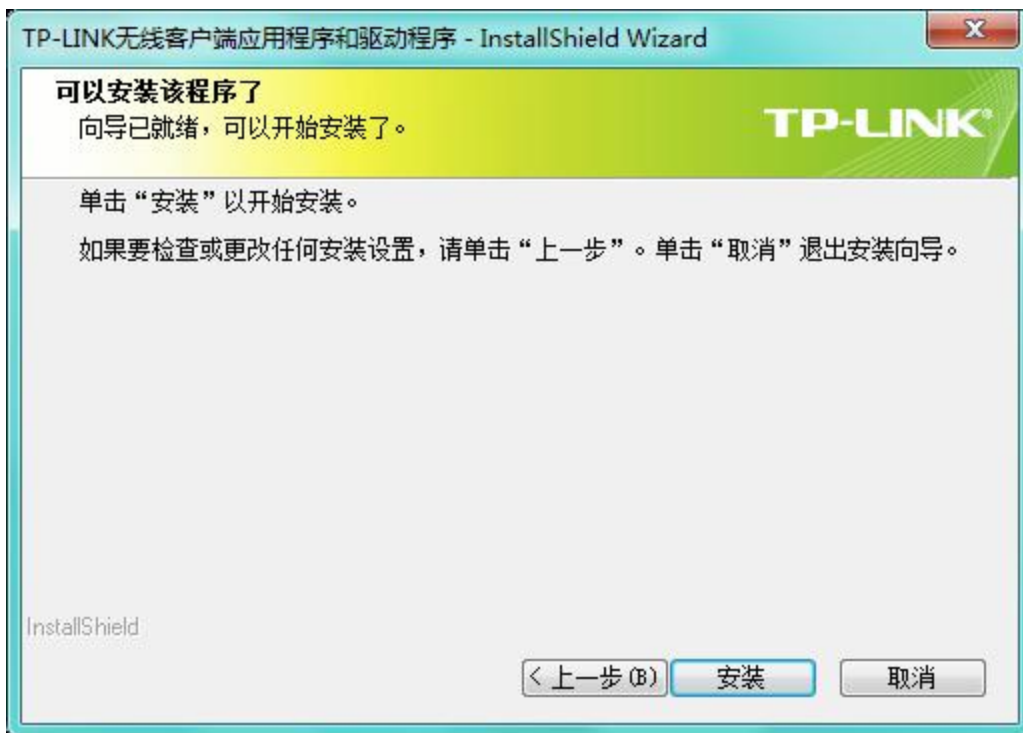 TP-LINK无线客户端应用程序和驱动程序 - InstallShield Wizard
可以安装该程序了
向导已就绪，可以开始安装了。
TP-LINK®
单击“安装”以开始安装。
如果要检查或更改任何安装设置，请单击“上一步”。单击“取消”退出安装向导。
InstallShield
< 上一步(B)
安装
取消